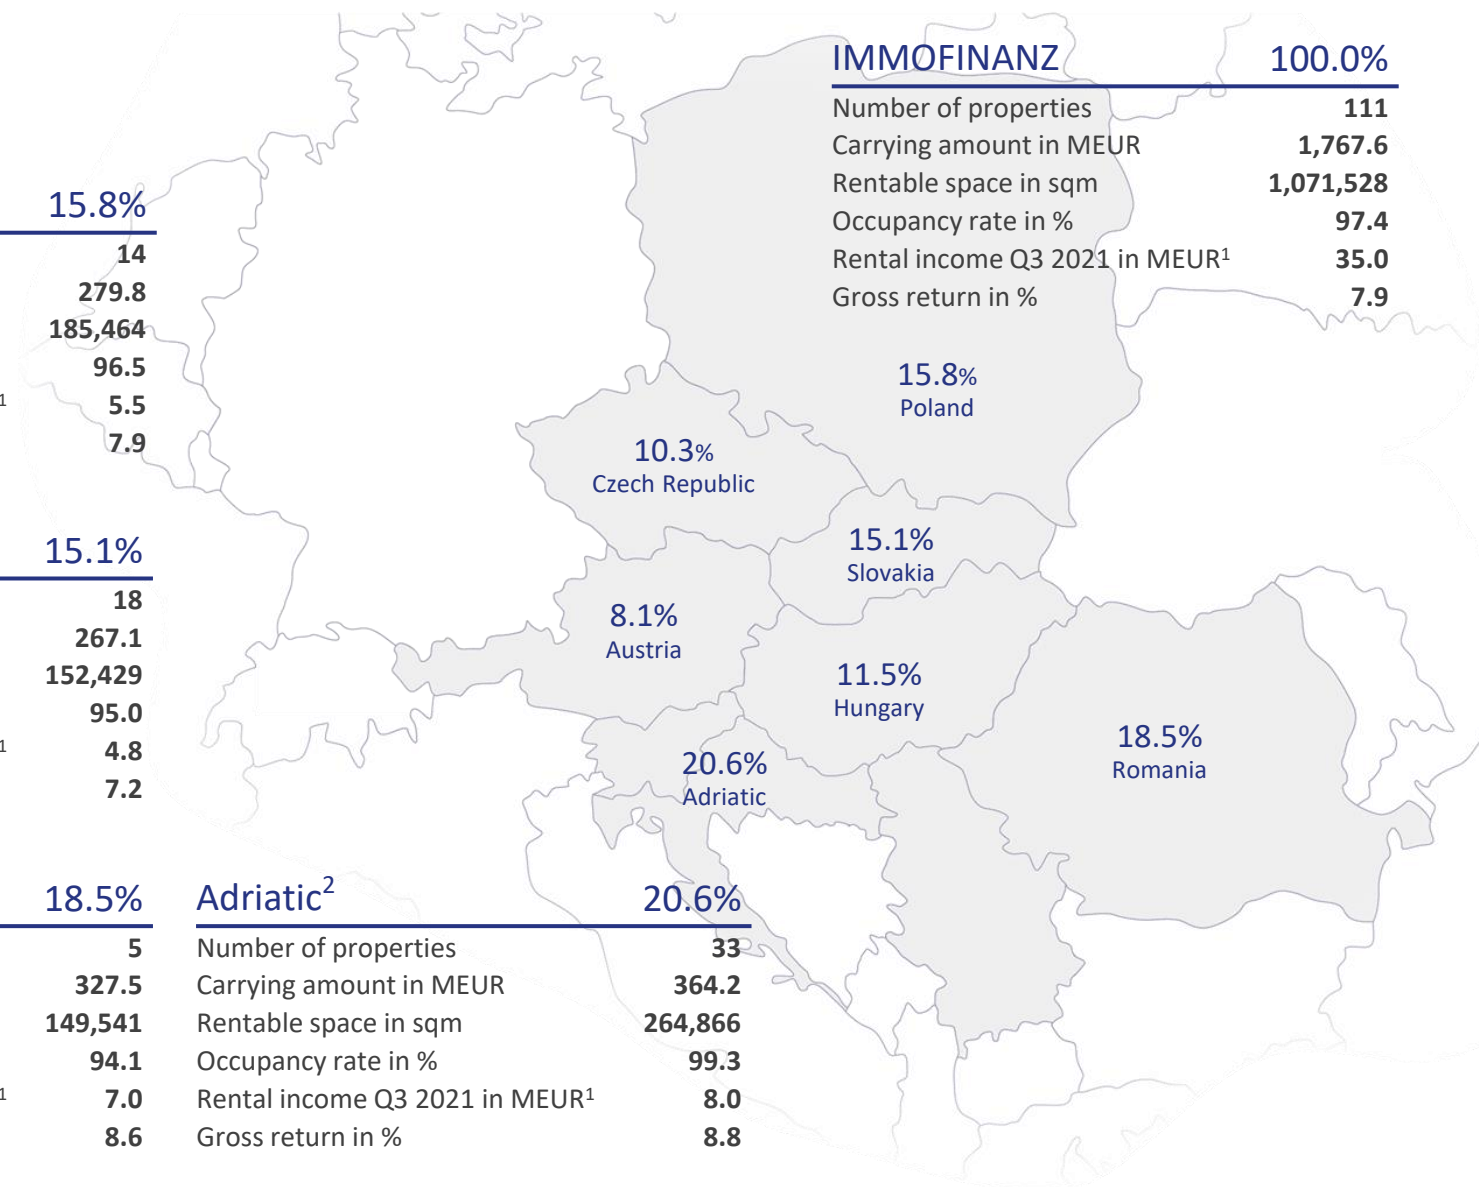 IMMOFINANZ 100.0%
Number of properties 111
Carrying amount in MEUR 1,767.6
Rentable space in sqm 1,071,528
Occupancy rate in % 97.4
Rental income Q3 2021 in MEUR1 35.0
Gross return in % 7.9
15.8%
14
279.8
185,464
96.5
1 5.5
7.9
15.8%
Poland
10.3%
Czech Republic
15.1%
Slovakia
8.1%
Austria
11.5%
Hungary
20.6%
Adriatic
18.5%
Romania
15.1%
18
267.1
152,429
95.0
1 4.8
7.2
18.5%
5
327.5
149,541
94.1
1 7.0
8.6
Adriatic2 20.6%
Number of properties 33
Carrying amount in MEUR 364.2
Rentable space in sqm 264,866
Occupancy rate in % 99.3
Rental income Q3 2021 in MEUR1 8.0
Gross return in % 8.8